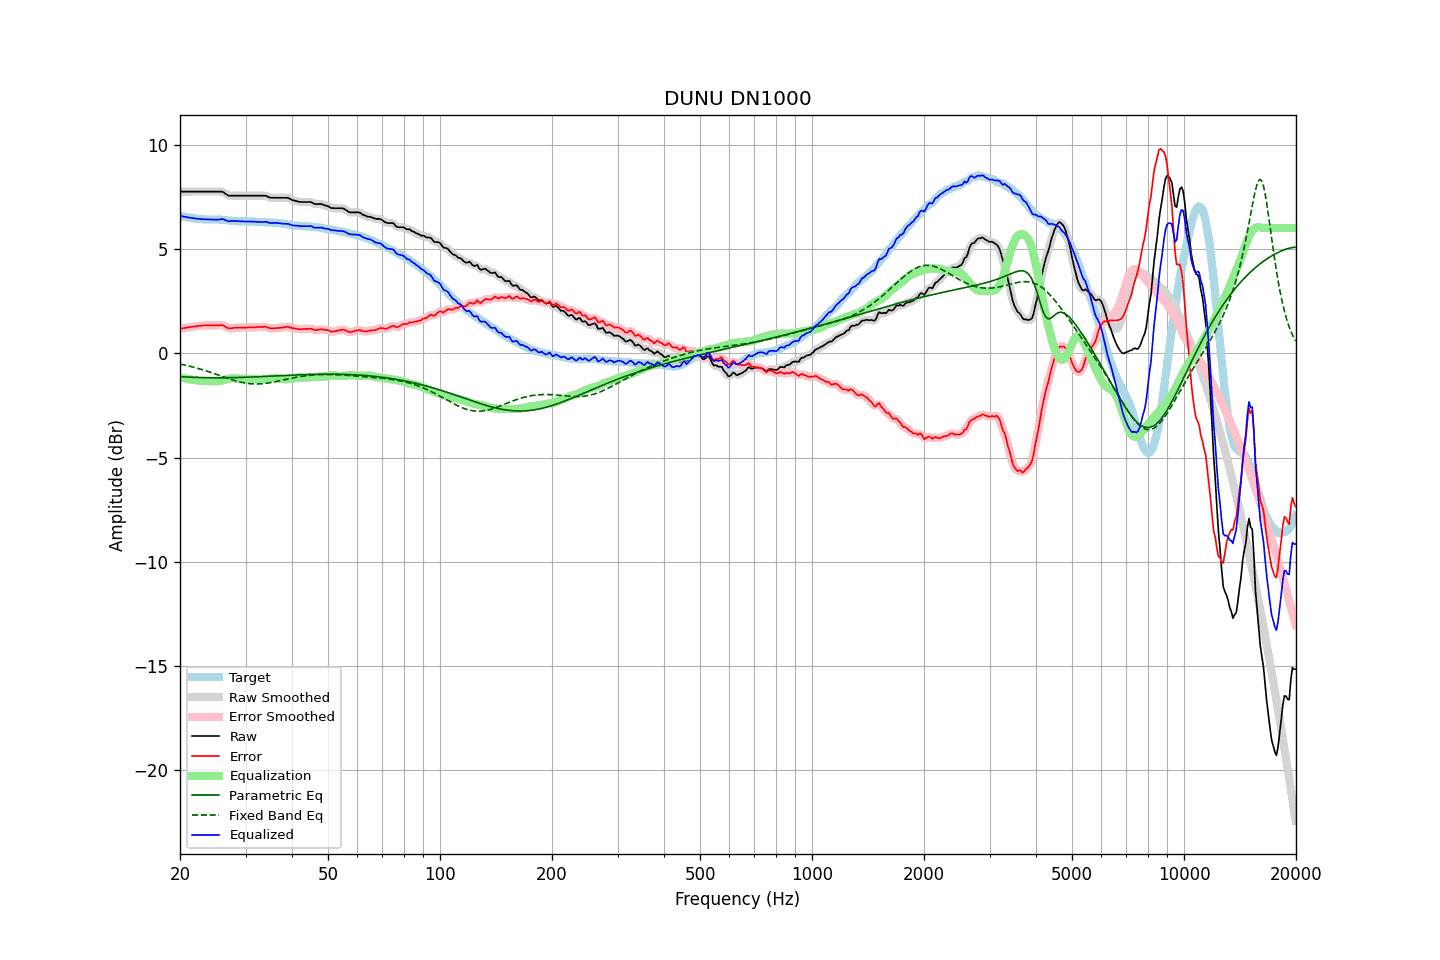 DUNU DN1000
10
5
0
−5
−10
−15
−20
Amplitude (dBr)
Target
Raw Smoothed
Error Smoothed
Raw
Error
Equalization
Parametric Eq
Fixed Band Eq
Equalized
20 50 100 200 500 1000 2000 5000 10000 20000
Frequency (Hz)